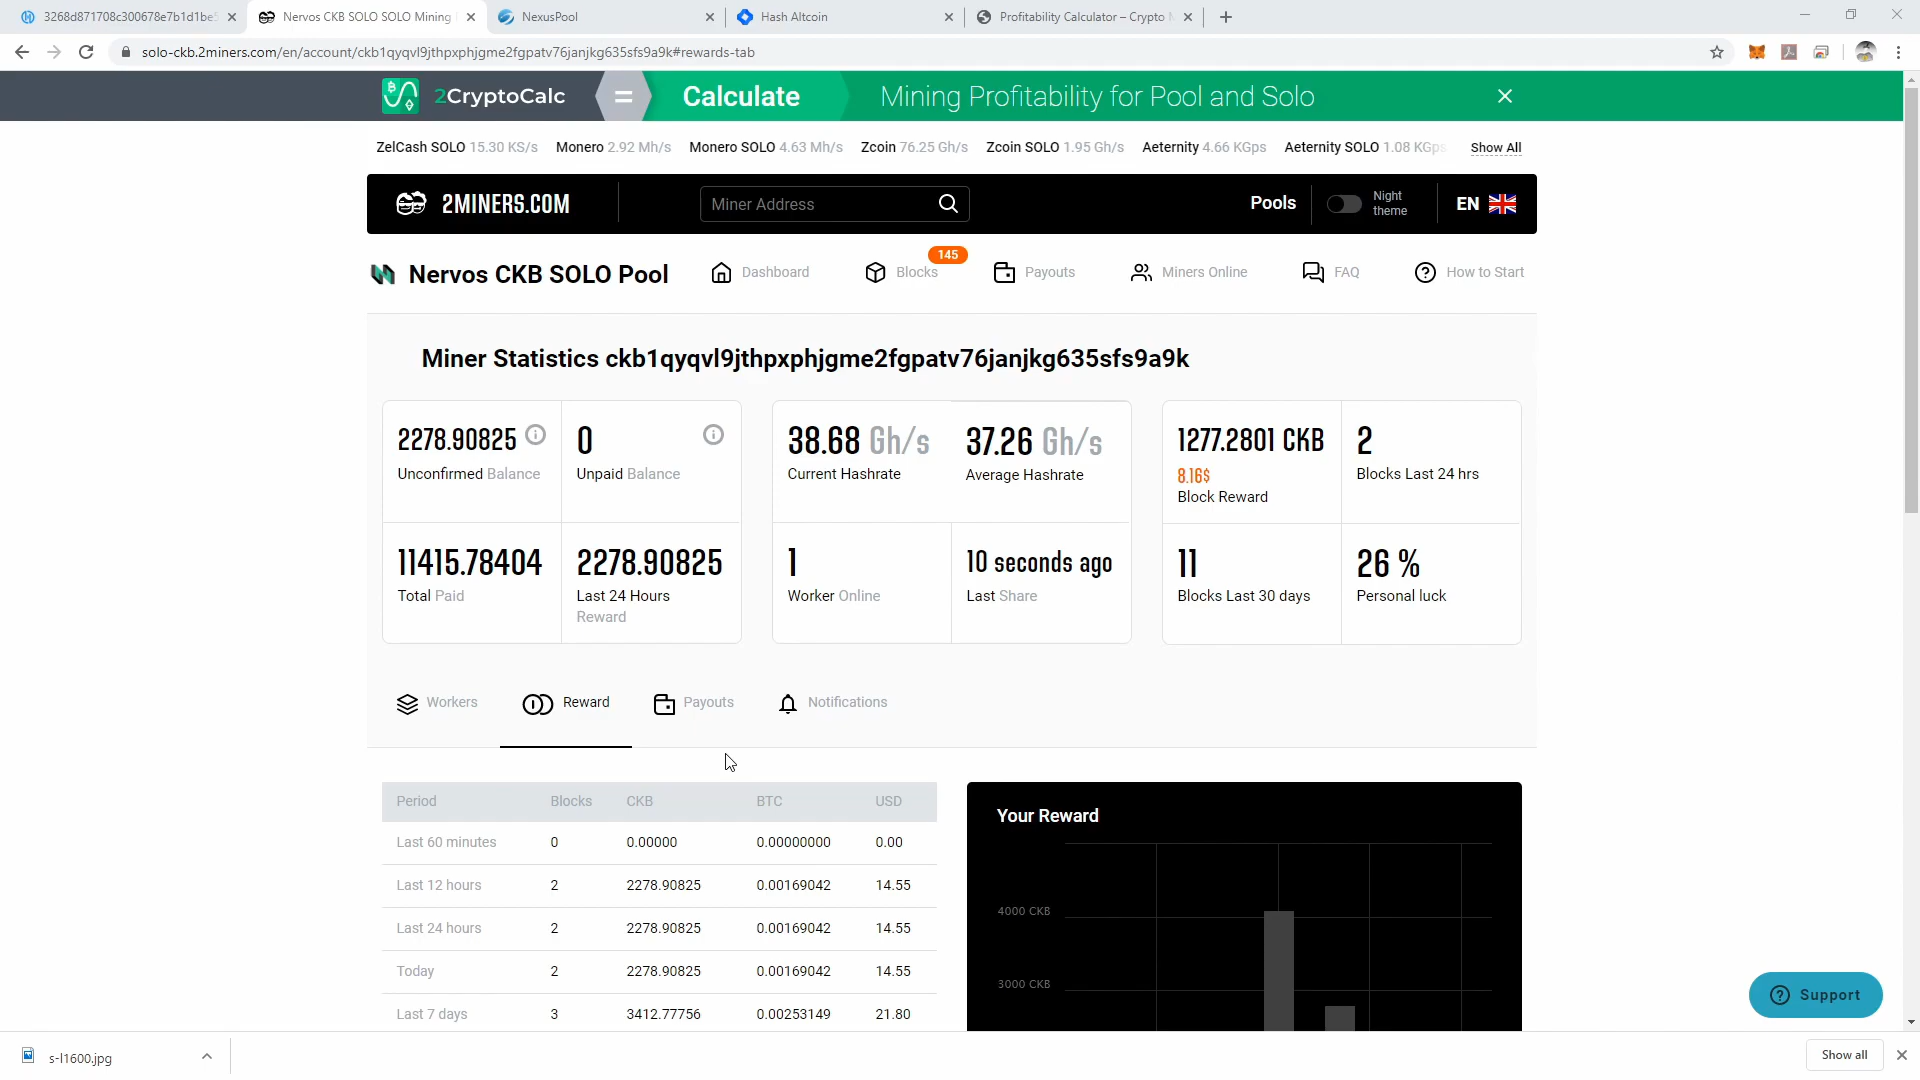 3268d871708c300678e7b1d1be5
Nervos CKB SOLO SOLO Mining
NexusPool
Hash Altcoin
Profitability Calculator – Crypto M
solo-ckb.2miners.com/en/account/ckb1qyqvl9jthpxphjgme2fgpatv76janjkg635sfs9a9k#rewards-tab
2CryptoCalc
=
Calculate
Mining Profitability for Pool and Solo
ZelCash SOLO 15.30 KS/s
Monero 2.92 Mh/s
Monero SOLO 4.63 Mh/s
Zcoin 76.25 Gh/s
Zcoin SOLO 1.95 Gh/s
Aeternity 4.66 KGps
Aeternity SOLO 1.08 KGps
Show All
2MINERS.COM
Miner Address
Pools
Night theme
EN
Nervos CKB SOLO Pool
Dashboard
Blocks
145
Payouts
Miners Online
FAQ
How to Start
Miner Statistics ckb1qyqvl9jthpxphjgme2fgpatv76janjkg635sfs9a9k
2278.90825
Unconfirmed Balance
0
Unpaid Balance
38.68 Gh/s
Current Hashrate
37.26 Gh/s
Average Hashrate
1277.2801 CKB
8.16$
Block Reward
2
Blocks Last 24 hrs
11415.78404
Total Paid
2278.90825
Last 24 Hours
Reward
1
Worker Online
10 seconds ago
Last Share
11
Blocks Last 30 days
26 %
Personal luck
Workers
Reward
Payouts
Notifications
Period Blocks CKB BTC USD
Last 60 minutes 0 0.00000 0.00000000 0.00
Last 12 hours 2 2278.90825 0.00169042 14.55
Last 24 hours 2 2278.90825 0.00169042 14.55
Today 2 2278.90825 0.00169042 14.55
Last 7 days 3 3412.77756 0.00253149 21.80
Your Reward
4000 CKB
3000 CKB
Support
s-l1600.jpg
Show all